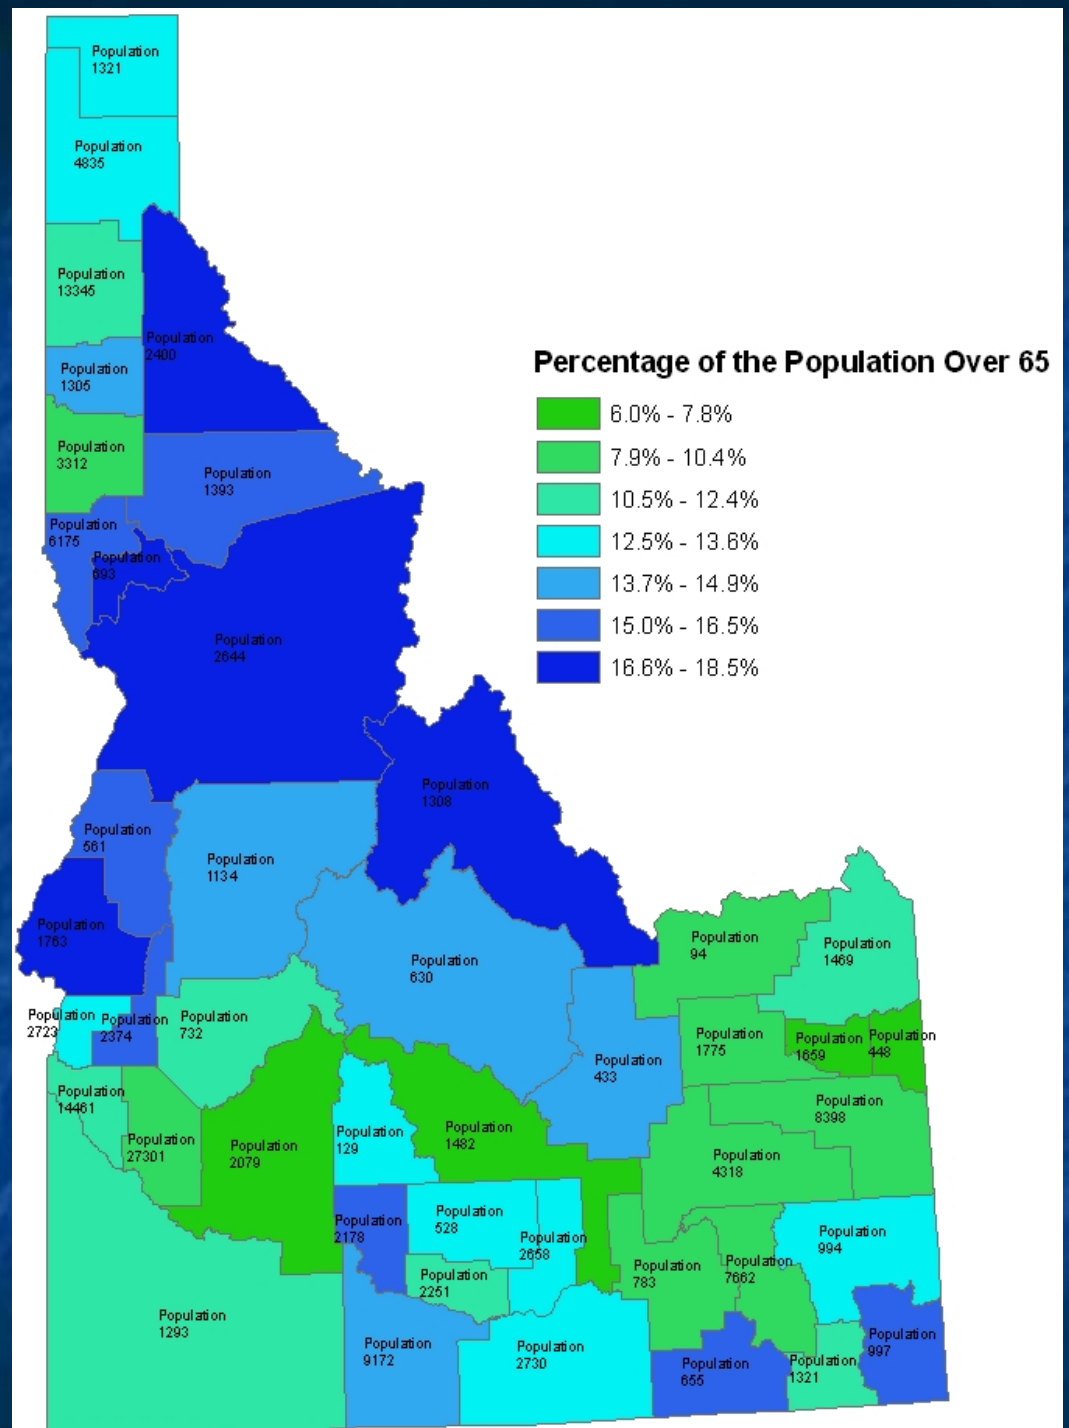 Population
1321
Population
4835
Population
13345
Population
2400
Percentage of the Population Over 65
6.0% - 7.8%
7.9% - 10.4%
10.5% - 12.4%
12.5% - 13.6%
13.7% - 14.9%
15.0% - 16.5%
16.6% - 18.5%
Population
1305
Population
3312
Population
1393
Population
6175
Population
693
Population
2644
Population
1308
Population
561
Population
1134
Population
1763
Population
630
Population
94
Population
1469
Population
2723
Population
2374
Population
732
Population
433
Population
1775
Population
1659
Population
448
Population
14461
Population
27301
Population
2079
Population
129
Population
1482
Population
8398
Population
4318
Population
2178
Population
528
Population
2658
Population
994
Population
783
Population
7662
Population
2251
Population
1293
Population
9172
Population
2730
Population
655
Population
1321
Population
997